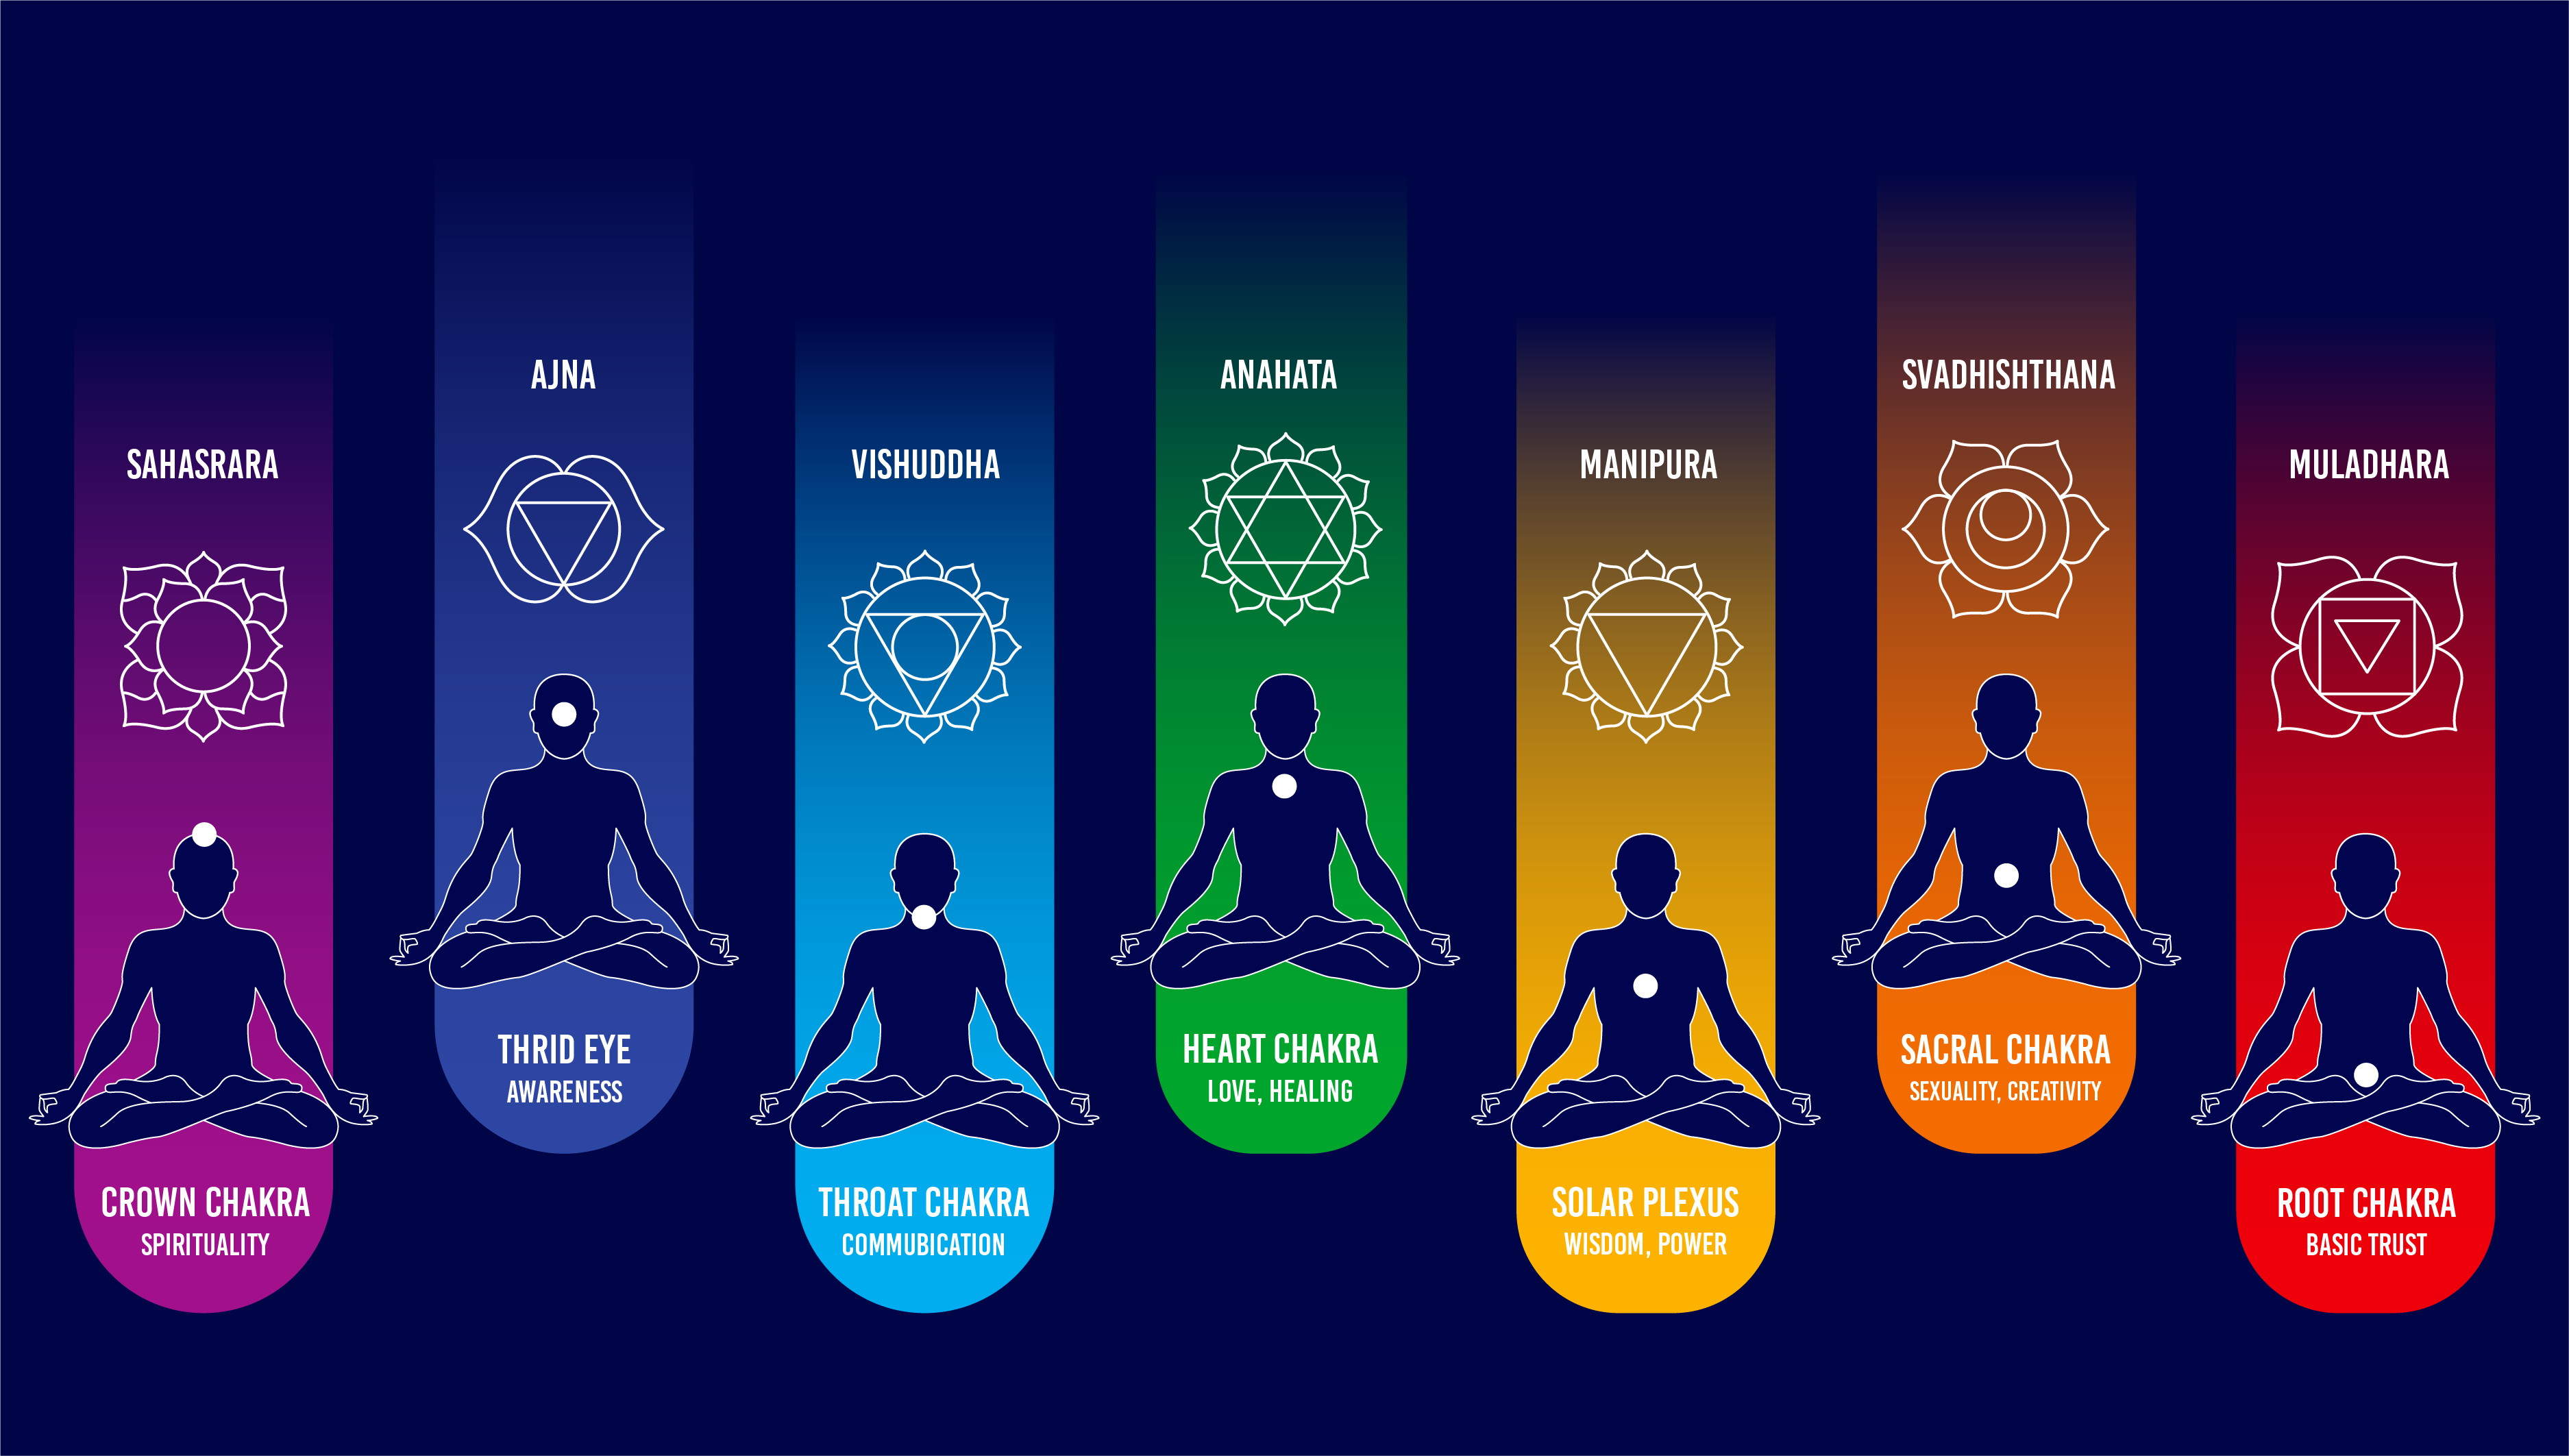 SAHASRARA
CROWN CHAKRA
SPIRITUALITY
AJNA
THRID EYE
AWARENESS
VISHUDDHA
THROAT CHAKRA
COMMUBICATION
ANAHATA
HEART CHAKRA
LOVE, HEALING
MANIPURA
SOLAR PLEXUS
WISDOM, POWER
SVADHISHTHANA
SACRAL CHAKRA
SEXUALITY, CREATIVITY
MULADHARA
ROOT CHAKRA
BASIC TRUST